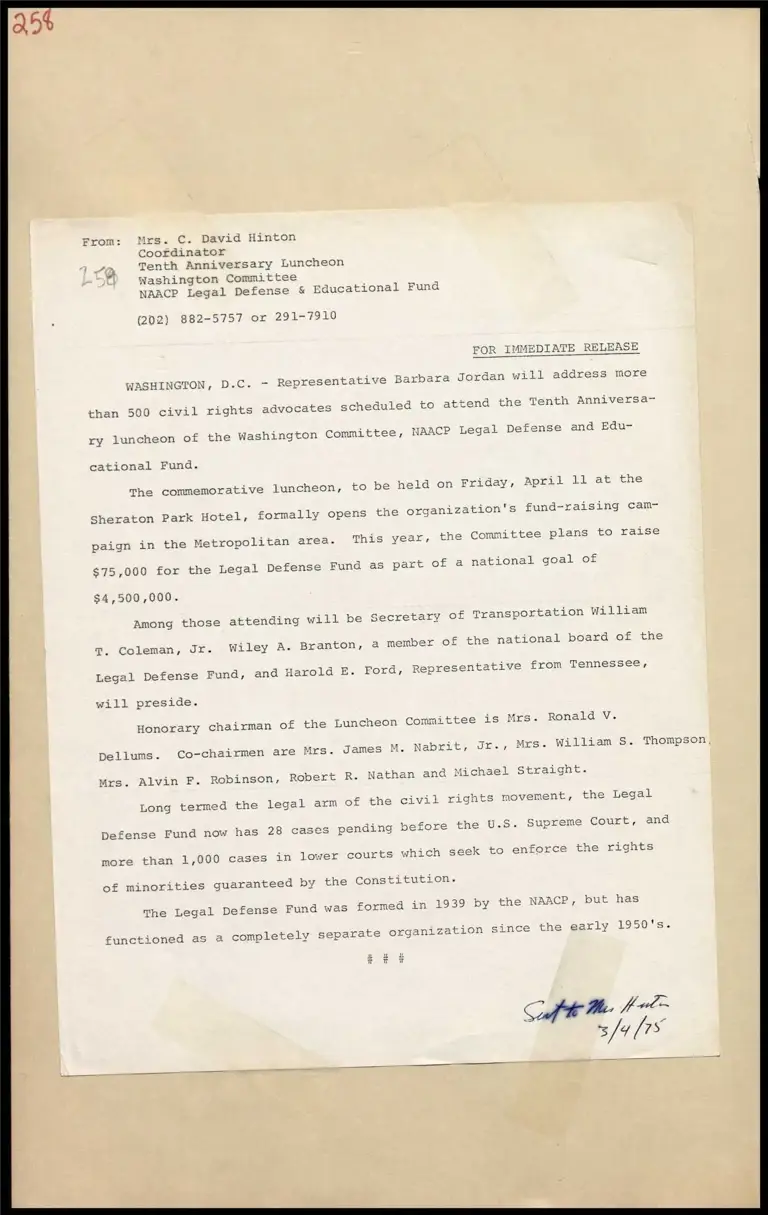 258
From: Mrs. C. David Hinton
Coordinator
Tenth Anniversary Luncheon
258 Washington Committee
NAACP Legal Defense & Educational Fund
(202) 882-5757 or 291-7910
FOR IMMEDIATE RELEASE
WASHINGTON, D.C. - Representative Barbara Jordan will address more
than 500 civil rights advocates scheduled to attend the Tenth Anniversa-
ry luncheon of the Washington Committee, NAACP Legal Defense and Edu-
cational Fund.
The commemorative luncheon, to be held on Friday, April 11 at the
Sheraton Park Hotel, formally opens the organization's fund-raising cam-
paign in the Metropolitan area. This year, the Committee plans to raise
$75,000 for the Legal Defense Fund as part of a national goal of
$4,500,000.
Among those attending will be Secretary of Transportation William
T. Coleman, Jr. Wiley A. Branton, a member of the national board of the
Legal Defense Fund, and Harold E. Ford, Representative from Tennessee,
will preside.
Honorary chairman of the Luncheon Committee is Mrs. Ronald V.
Dellums. Co-chairmen are Mrs. James M. Nabrit, Jr., Mrs. William S. Thompson,
Mrs. Alvin F. Robinson, Robert R. Nathan and Michael Straight.
Long termed the legal arm of the civil rights movement, the Legal
Defense Fund now has 28 cases pending before the U.S. Supreme Court, and
more than 1,000 cases in lower courts which seek to enforce the rights
of minorities guaranteed by the Constitution.
The Legal Defense Fund was formed in 1939 by the NAACP, but has
functioned as a completely separate organization since the early 1950's.
# # #
Sent to Mrs Hinton
3/4/75